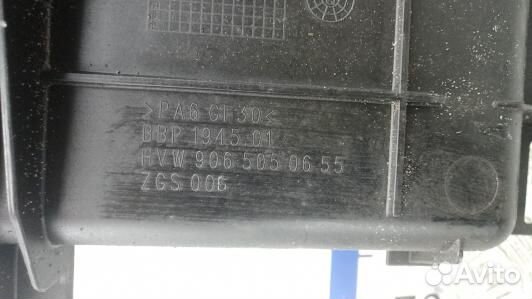 >PA6 GF30<
BBP 1945.01
HVW 906 505 06 55
ZGS 006
Avito